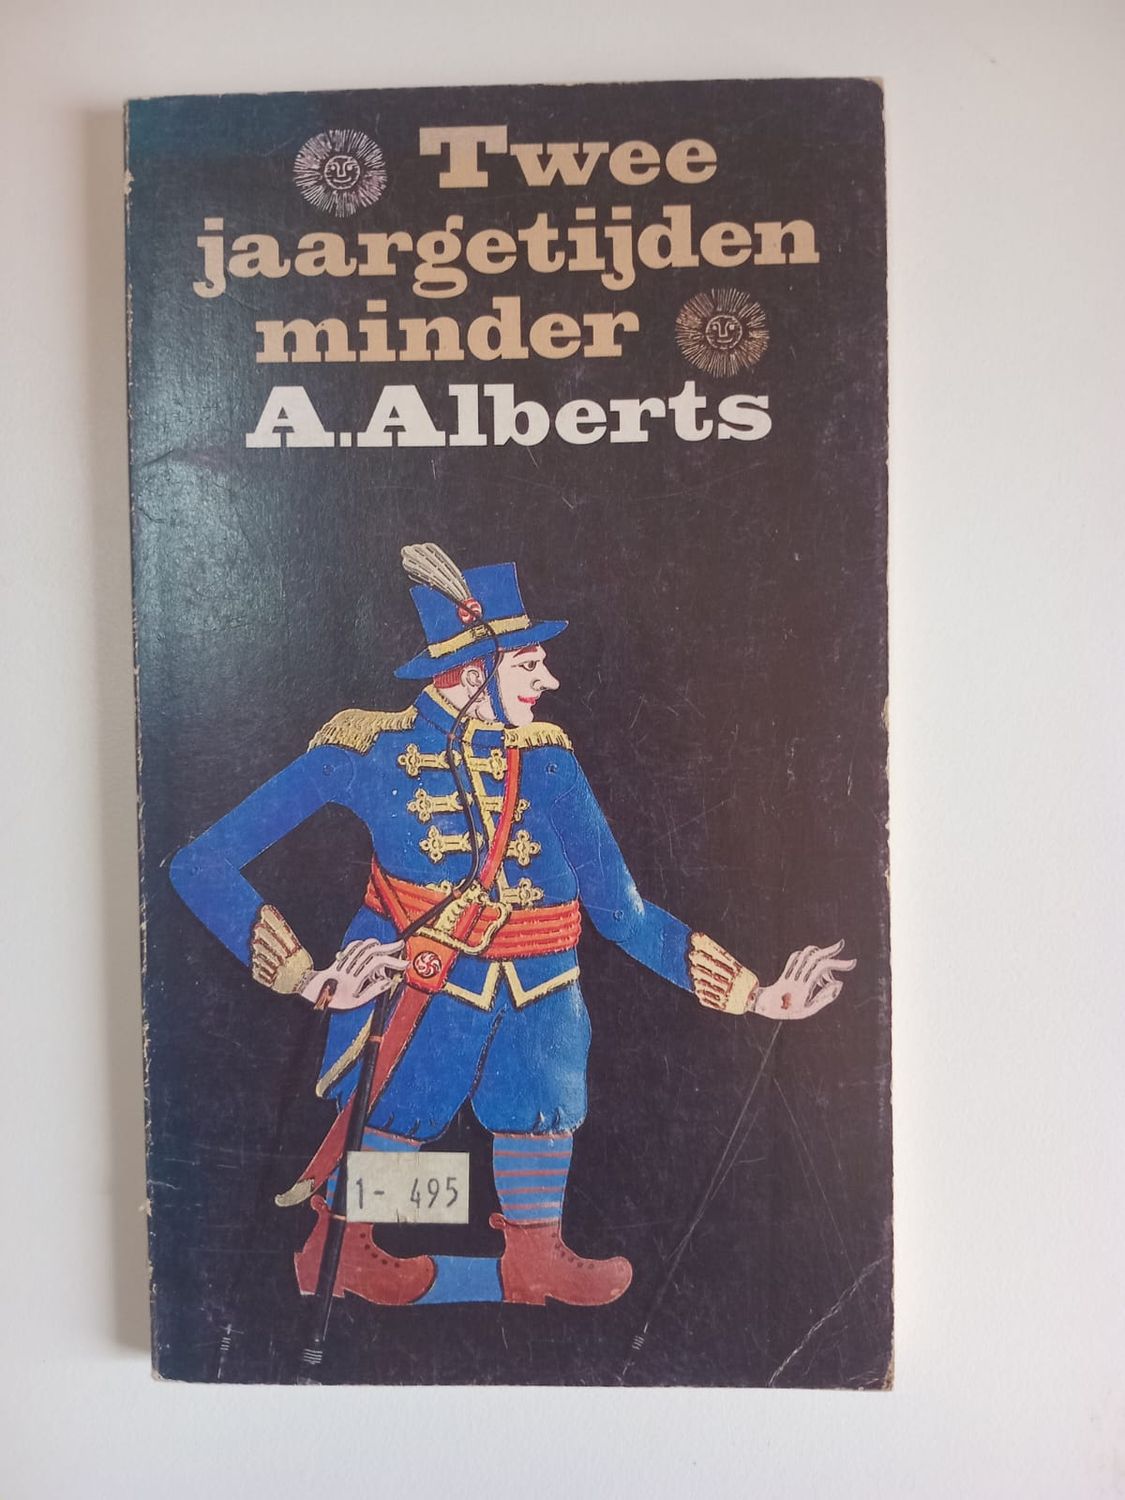 Twee
jaargetijden
minder
A.Alberts
1- 495